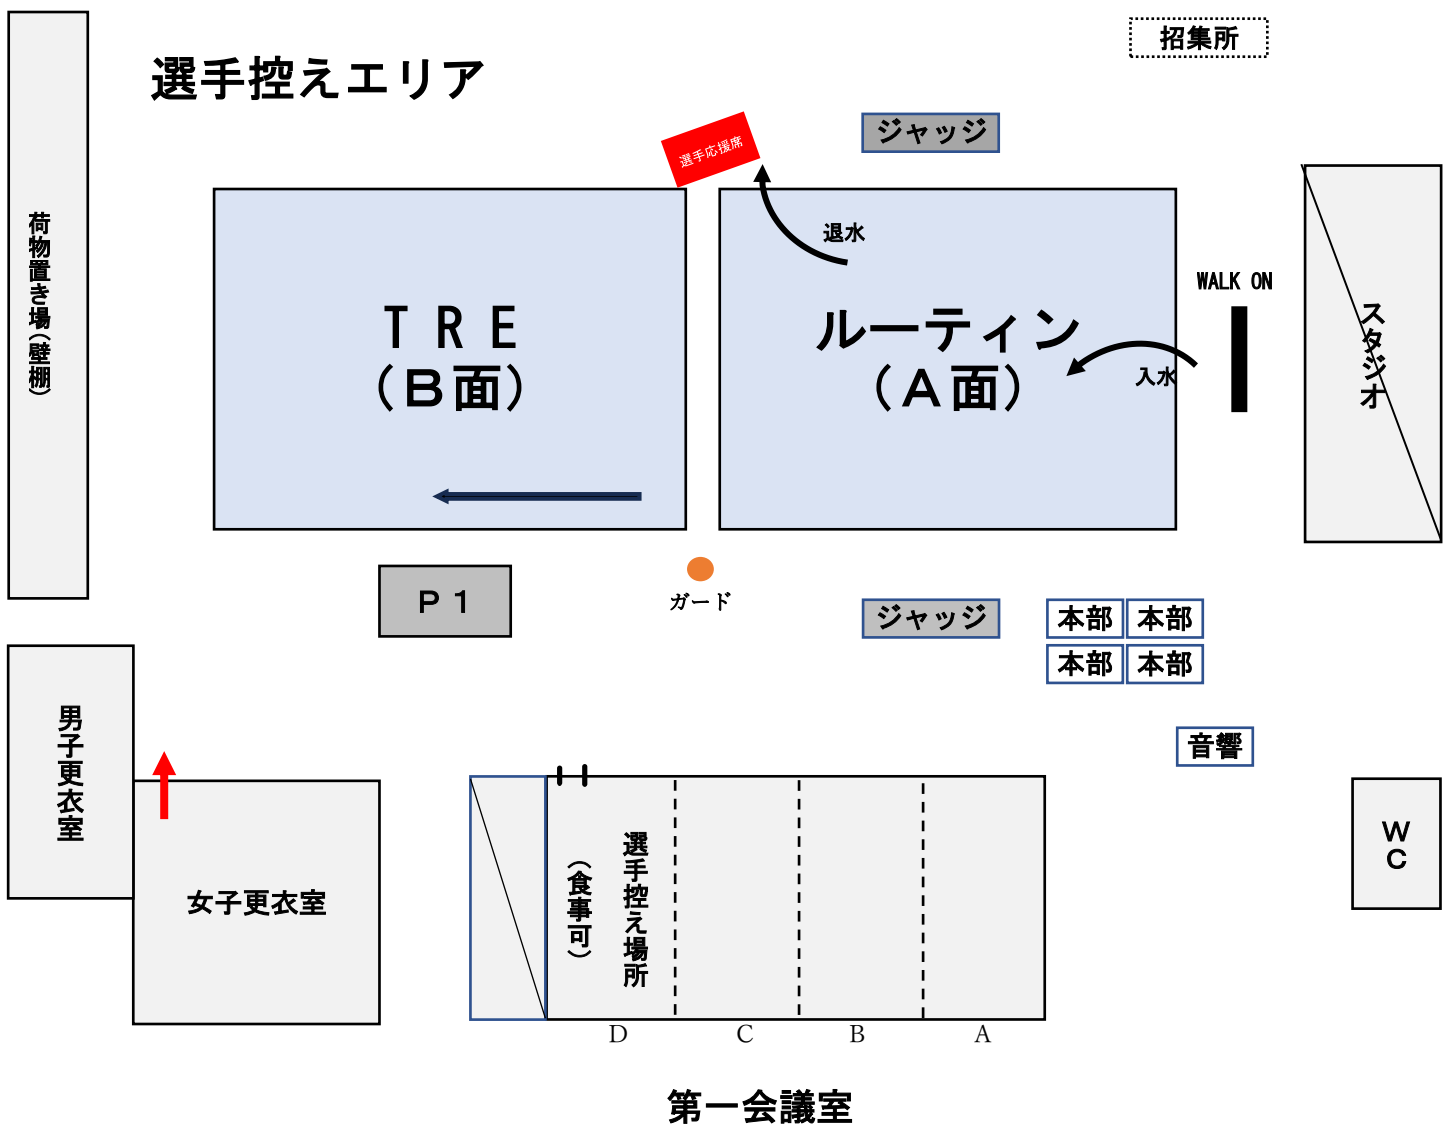 招集所
選手控えエリア
ジャッジ
選手応援席
荷物置き場(壁棚)
退水
WALK ON
ＴＲＥ
（Ｂ面）
ルーティン
（Ａ面）
入水
スタジオ
Ｐ１
ガード
ジャッジ
本部
本部
本部
本部
男子更衣室
音響
女子更衣室
選手控え場所
（食事可）
ＷＣ
D
C
B
A
第一会議室